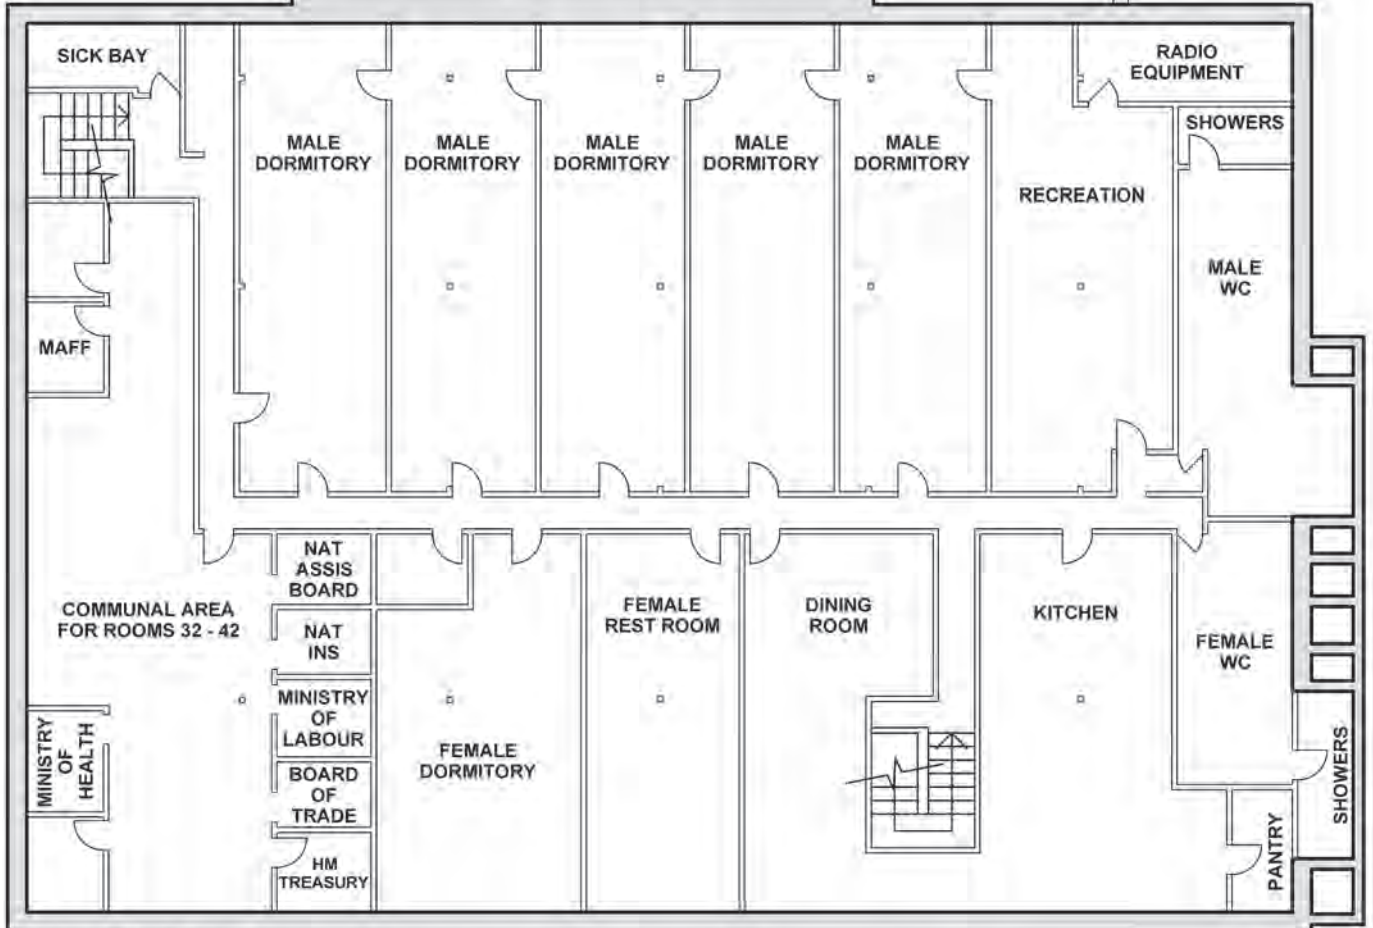 SICK BAY
RADIO
EQUIPMENT
SHOWERS
MALE
DORMITORY
MALE
DORMITORY
MALE
DORMITORY
MALE
DORMITORY
MALE
DORMITORY
RECREATION
MALE
WC
MAFF
COMMUNAL AREA
FOR ROOMS 32 - 42
NAT
ASSIS
BOARD
NAT
INS
MINISTRY
OF
LABOUR
BOARD
OF
TRADE
HM
TREASURY
MINISTRY
OF
HEALTH
FEMALE
DORMITORY
FEMALE
REST ROOM
DINING
ROOM
KITCHEN
FEMALE
WC
SHOWERS
PANTRY